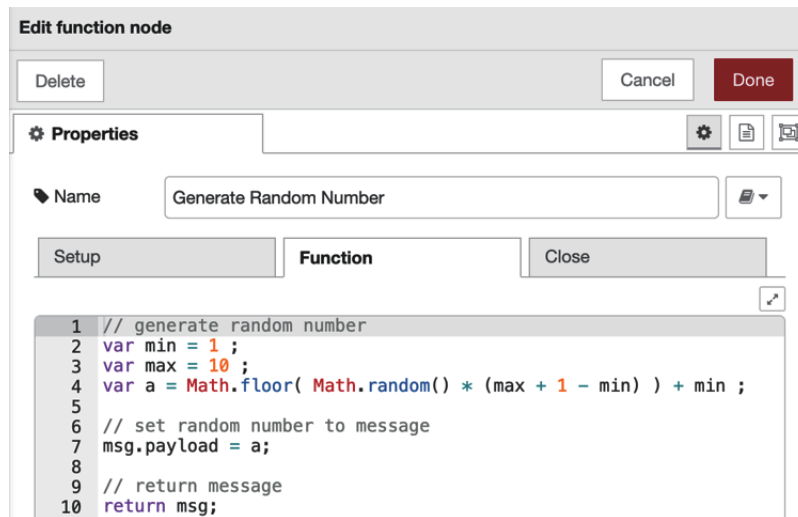 Edit function node
Delete Cancel Done
Properties
Name Generate Random Number
Setup Function Close
1 // generate random number
2 var min = 1 ;
3 var max = 10 ;
4 var a = Math.floor( Math.random() * (max + 1 - min) ) + min ;
5
6 // set random number to message
7 msg.payload = a;
8
9 // return message
10 return msg;